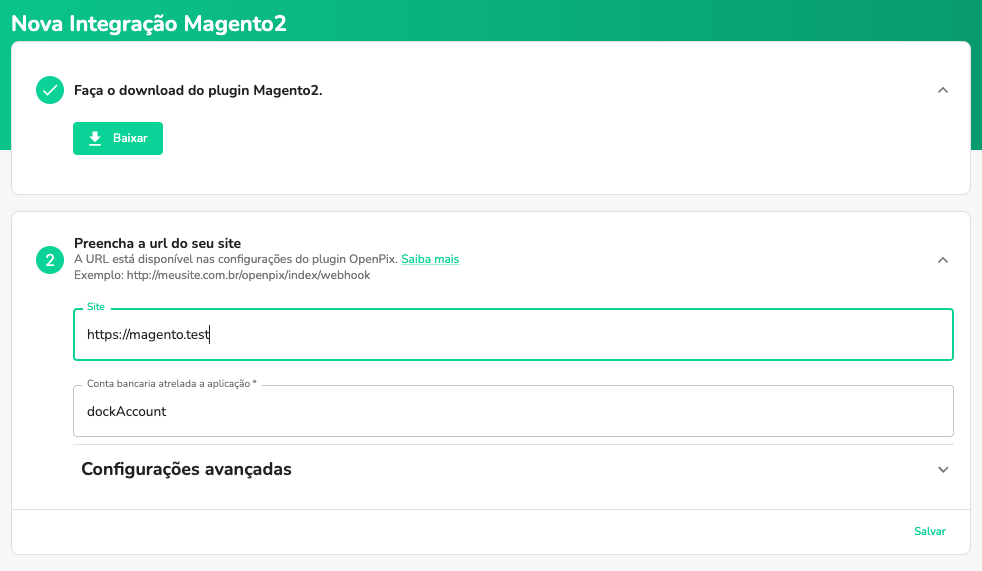 Nova Integração Magento2
Faça o download do plugin Magento2.
Baixar
2
Preencha a url do seu site
A URL está disponível nas configurações do plugin OpenPix. Saiba mais
Exemplo: http://meusite.com.br/openpix/index/webhook
Site
https://magento.test
Conta bancaria atrelada a aplicação *
dockAccount
Configurações avançadas
Salvar